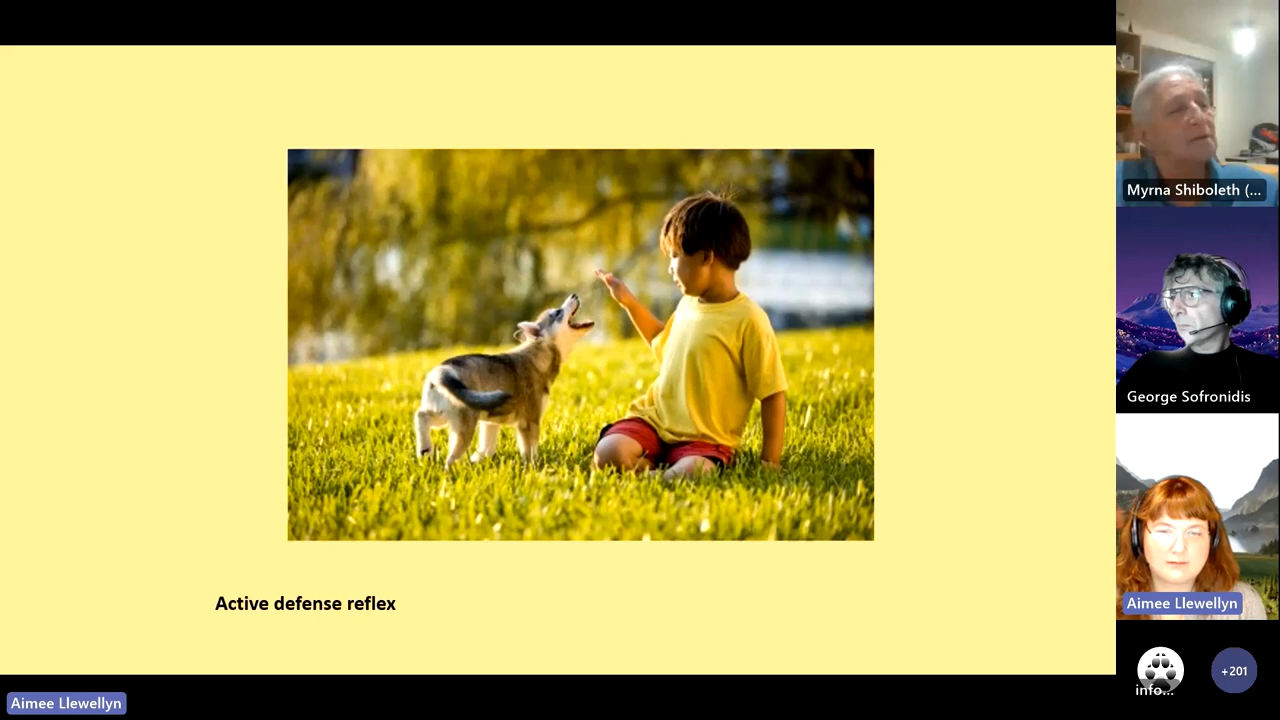 Myrna Shiboleth (...
George Sofronidis
Active defense reflex
Aimee Llewellyn
info...
+201
Aimee Llewellyn